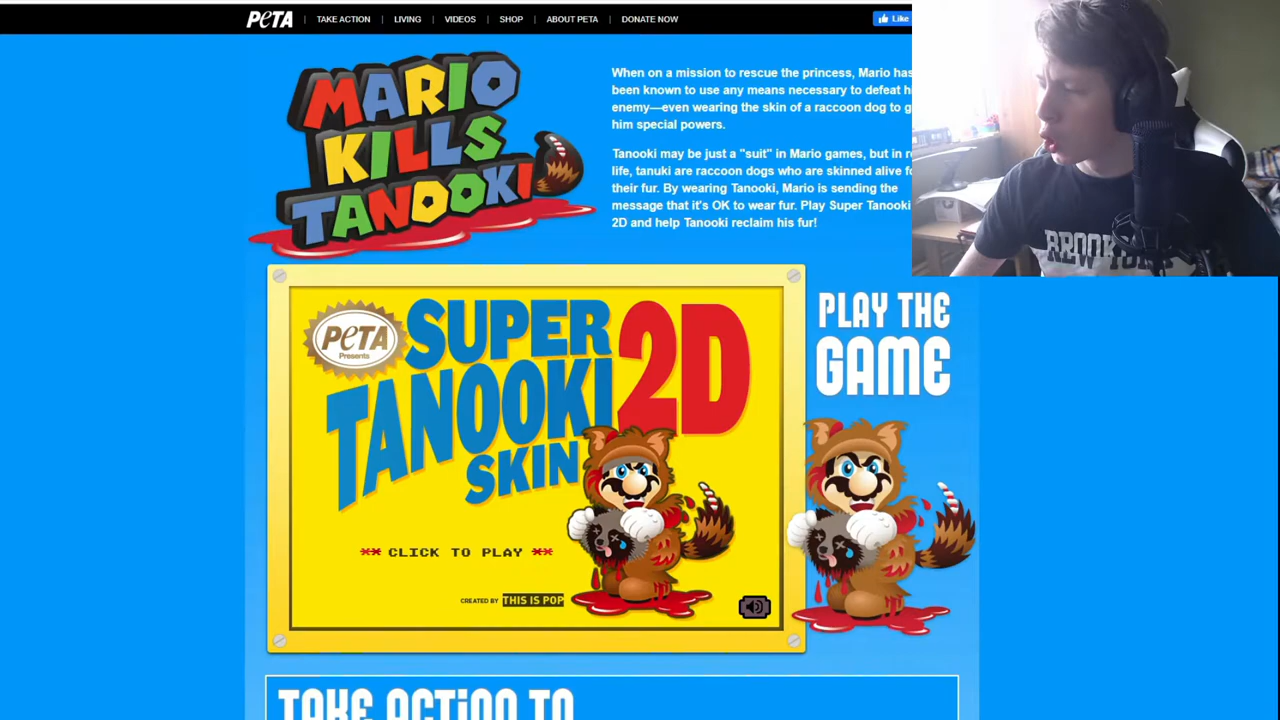 PETA
TAKE ACTION
LIVING
VIDEOS
SHOP
ABOUT PETA
DONATE NOW
Like
MARIO
KILLS
TANOOKI
When on a mission to rescue the princess, Mario has
been known to use any means necessary to defeat
enemy—even wearing the skin of a raccoon dog to
him special powers.
Tanooki may be just a "suit" in Mario games, but in
life, tanuki are raccoon dogs who are skinned alive
their fur. By wearing Tanooki, Mario is sending the
message that it's OK to wear fur. Play Super Tanooki
2D and help Tanooki reclaim his fur!
BROOKLYN
NEW YORK
PETA
Presents
SUPER
TANOOKI
SKIN
2D
CLICK TO PLAY
CREATED BY THIS IS POP
PLAY THE
GAME
TAKE ACTION TO